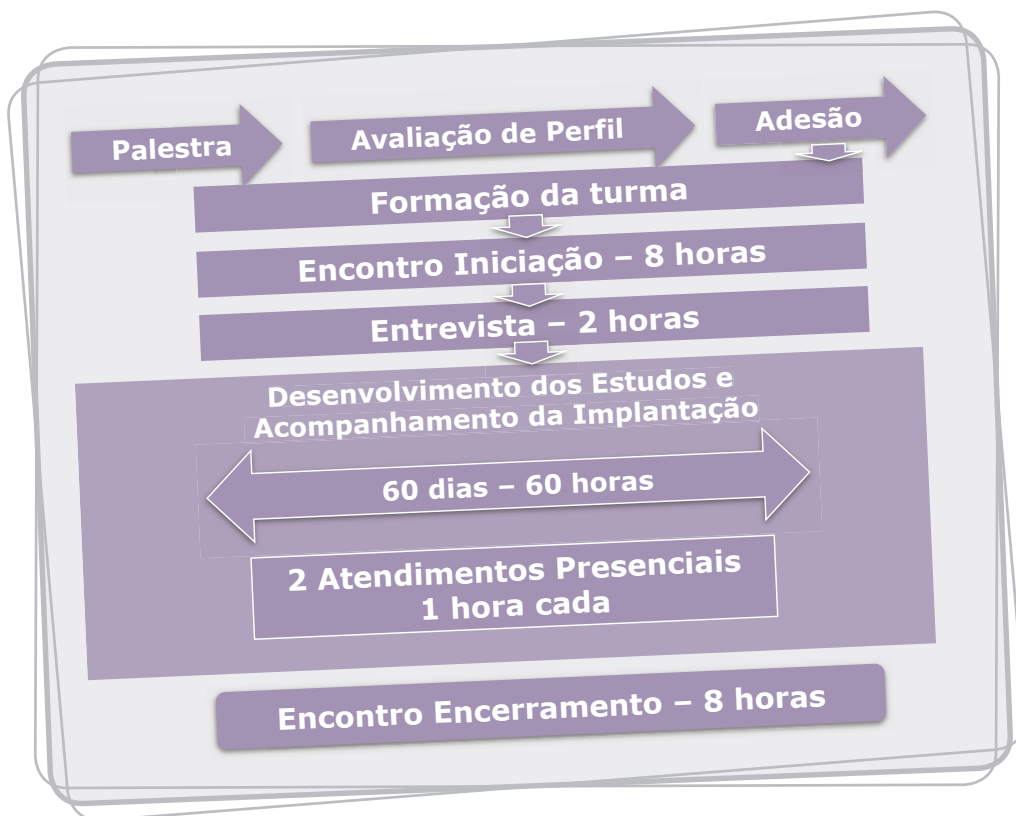 Palestra
Avaliação de Perfil
Adesão
Formação da turma
Encontro Iniciação – 8 horas
Entrevista – 2 horas
Desenvolvimento dos Estudos e
Acompanhamento da Implantação
60 dias – 60 horas
2 Atendimentos Presenciais
1 hora cada
Encontro Encerramento – 8 horas